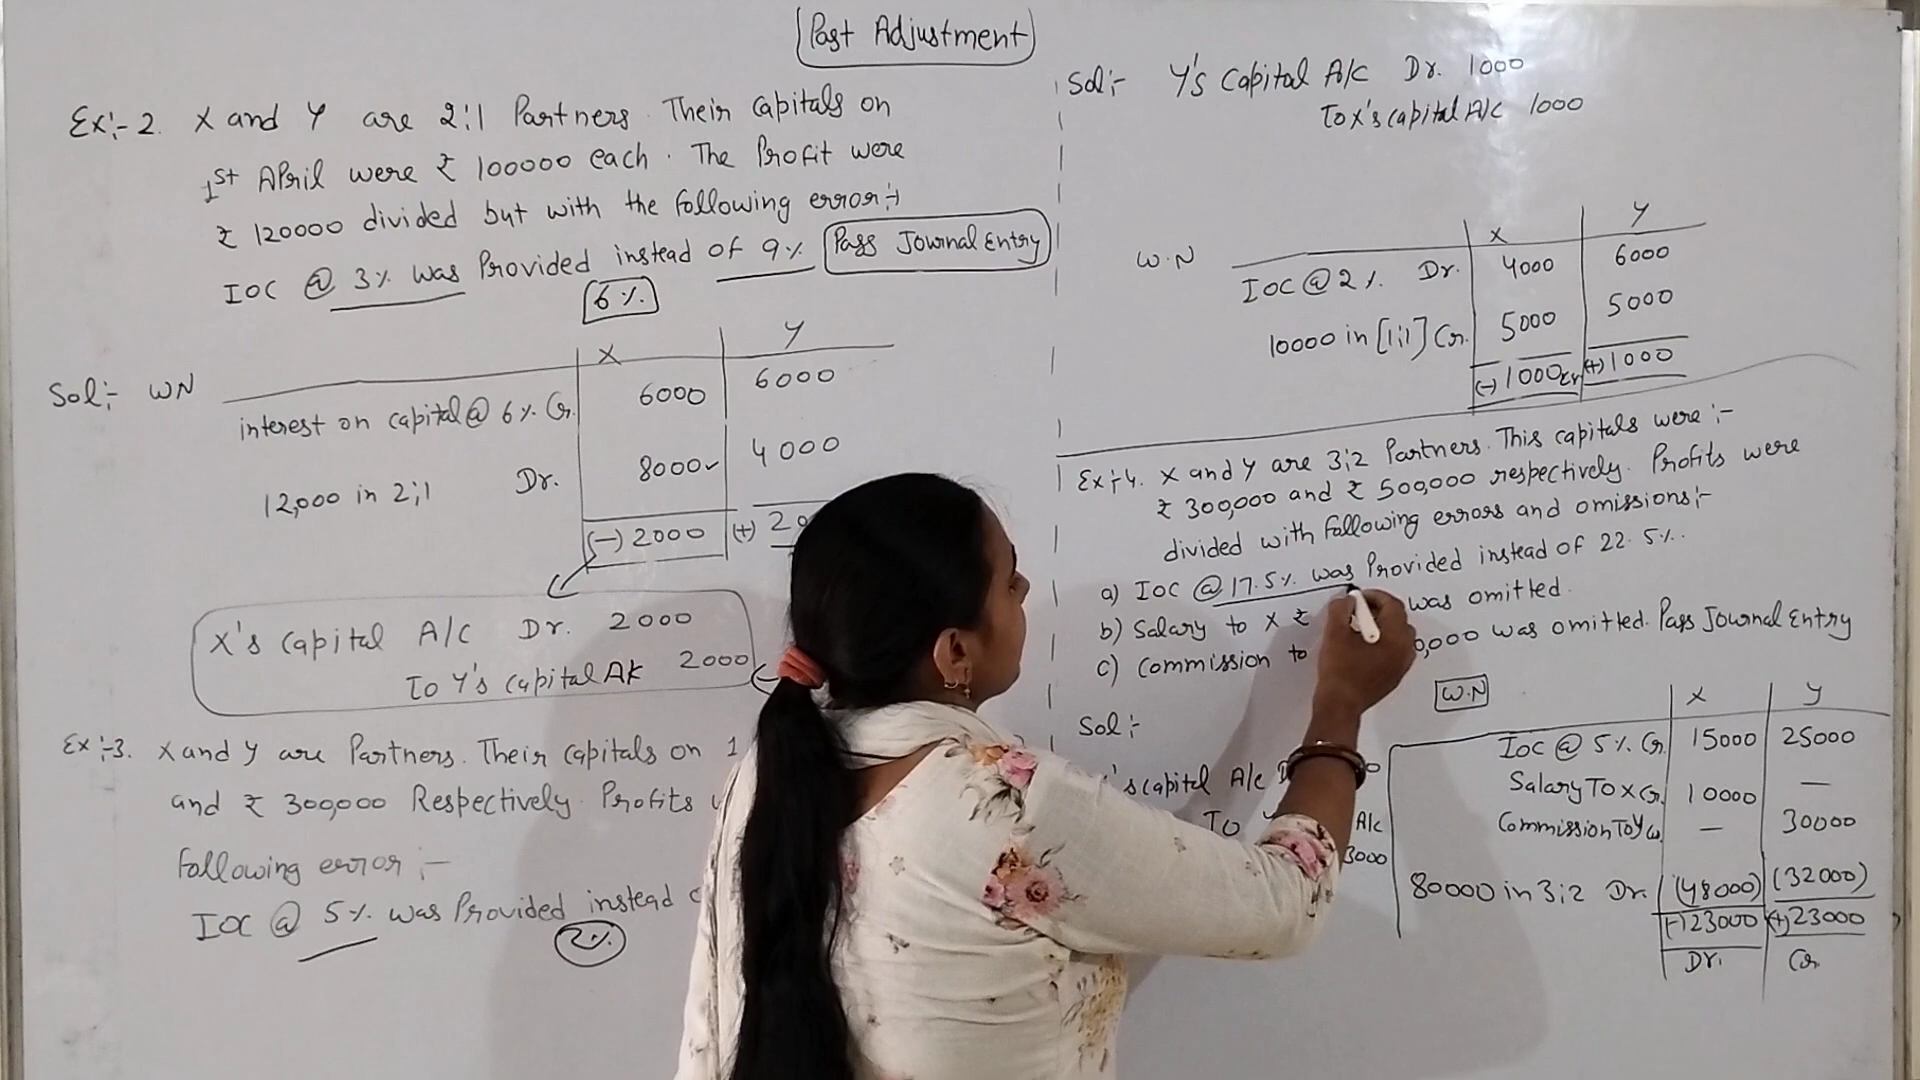 Past Adjustment
Ex:-2. X and Y are 2:1 Partners. Their Capitals on
1st April were ₹ 100000 each. The Profit were
₹ 120000 divided but with the following error:-
IOC @ 3% was Provided instead of 9%. Pass Journal Entry
6%.
Sol:- WN
X Y
interest on capital @ 6%. Cr. 6000 6000
12,000 in 2:1 Dr. 8000 4000
(-) 2000 (+) 20
X's Capital A/C Dr. 2000
To Y's Capital A/C 2000
Ex:-3. X and Y are Partners. Their Capitals on 1
and ₹ 300,000 Respectively. Profits
following error:-
IOC @ 5% was Provided instead
2%
Sol:- Y's Capital A/C Dr. 1000
To X's capital A/C 1000
W.N
X Y
IOC @ 2%. Dr. 4000 6000
10000 in [1:1] Cr. 5000 5000
(-) 1000 Cr (+) 1000
Ex:-4. X and Y are 3:2 Partners. This capitals were:-
₹ 300,000 and ₹ 500,000 respectively. Profits were
divided with following errors and omissions:-
a) IOC @ 17.5% was Provided instead of 22.5%.
b) Salary to X ₹ was omitted.
c) Commission to 0,000 was omitted. Pass Journal Entry
Sol:-
's capital A/C
To A/C
3000
W.N
X Y
IOC @ 5%. Cr. 15000 25000
Salary To X Cr. 10000 —
Commission To Y Cr. — 30000
80000 in 3:2 Dr. (48000) (32000)
(-)23000 (+)23000
Dr. Cr.